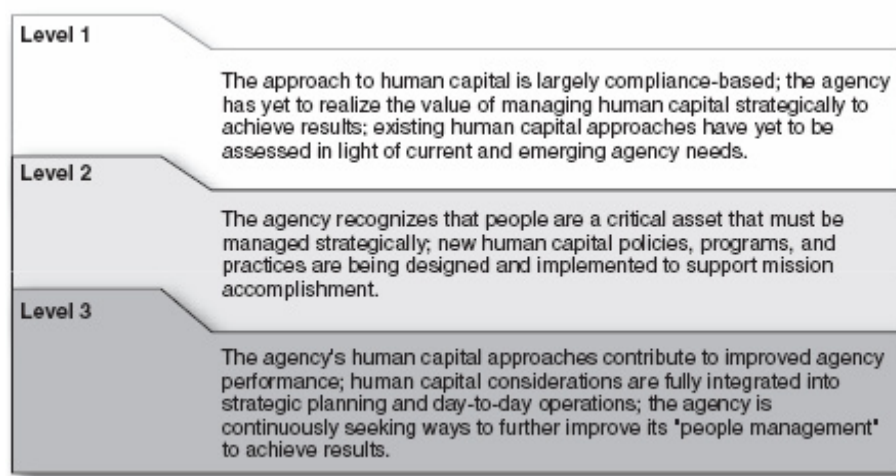 Level 1
The approach to human capital is largely compliance-based; the agency
has yet to realize the value of managing human capital strategically to
achieve results; existing human capital approaches have yet to be
assessed in light of current and emerging agency needs.
Level 2
The agency recognizes that people are a critical asset that must be
managed strategically; new human capital policies, programs, and
practices are being designed and implemented to support mission
accomplishment.
Level 3
The agency's human capital approaches contribute to improved agency
performance; human capital considerations are fully integrated into
strategic planning and day-to-day operations; the agency is
continuously seeking ways to further improve its "people management"
to achieve results.